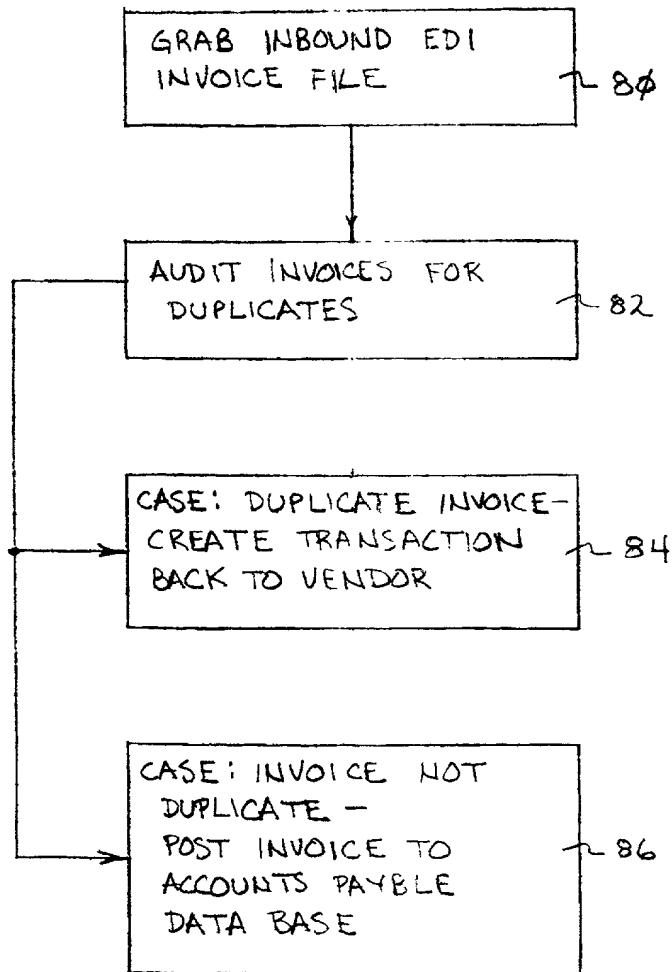 GRAB INBOUND EDI
INVOICE FILE
80
AUDIT INVOICES FOR
DUPLICATES
82
CASE: DUPLICATE INVOICE-
CREATE TRANSACTION
BACK TO VENDOR
84
CASE: INVOICE NOT
DUPLICATE -
POST INVOICE TO
ACCOUNTS PAYBLE
DATA BASE
86